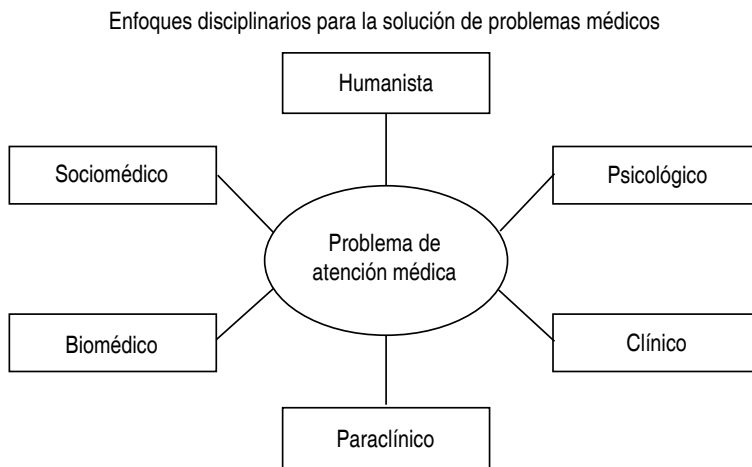 Enfoques disciplinarios para la solución de problemas médicos
Humanista
Sociomédico
Psicológico
Problema de
atención médica
Biomédico
Clínico
Paraclínico